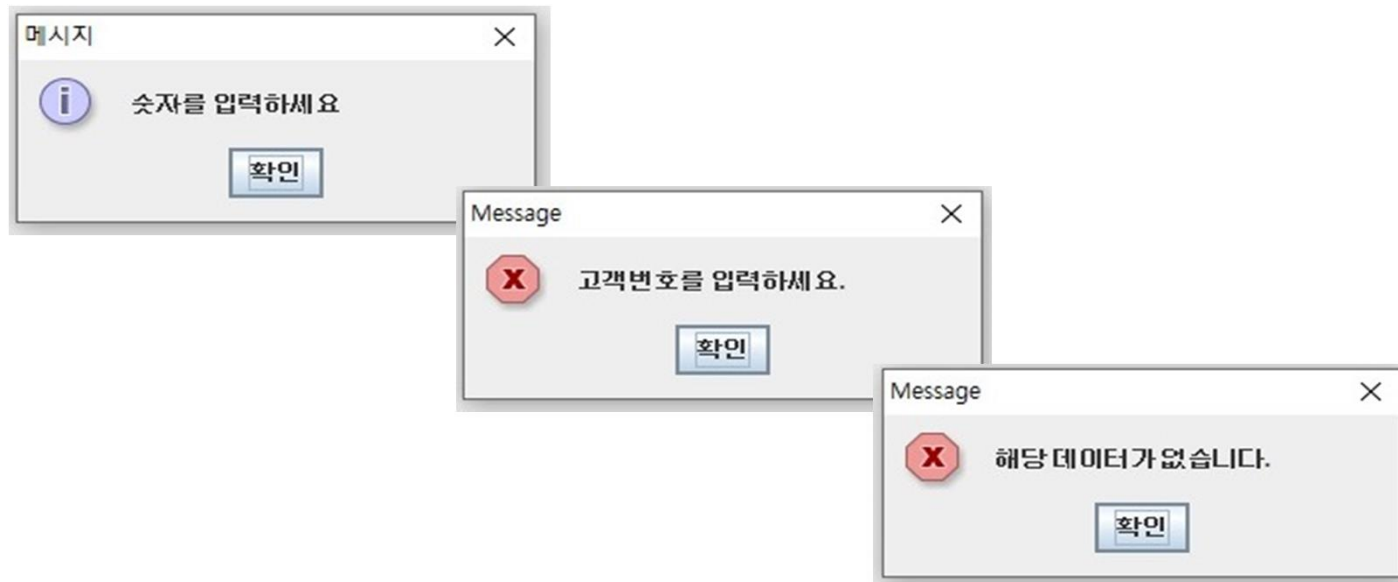 메시지
숫자를 입력하세요
확인
Message
고객번호를 입력하세요.
확인
Message
해당 데이터가 없습니다.
확인